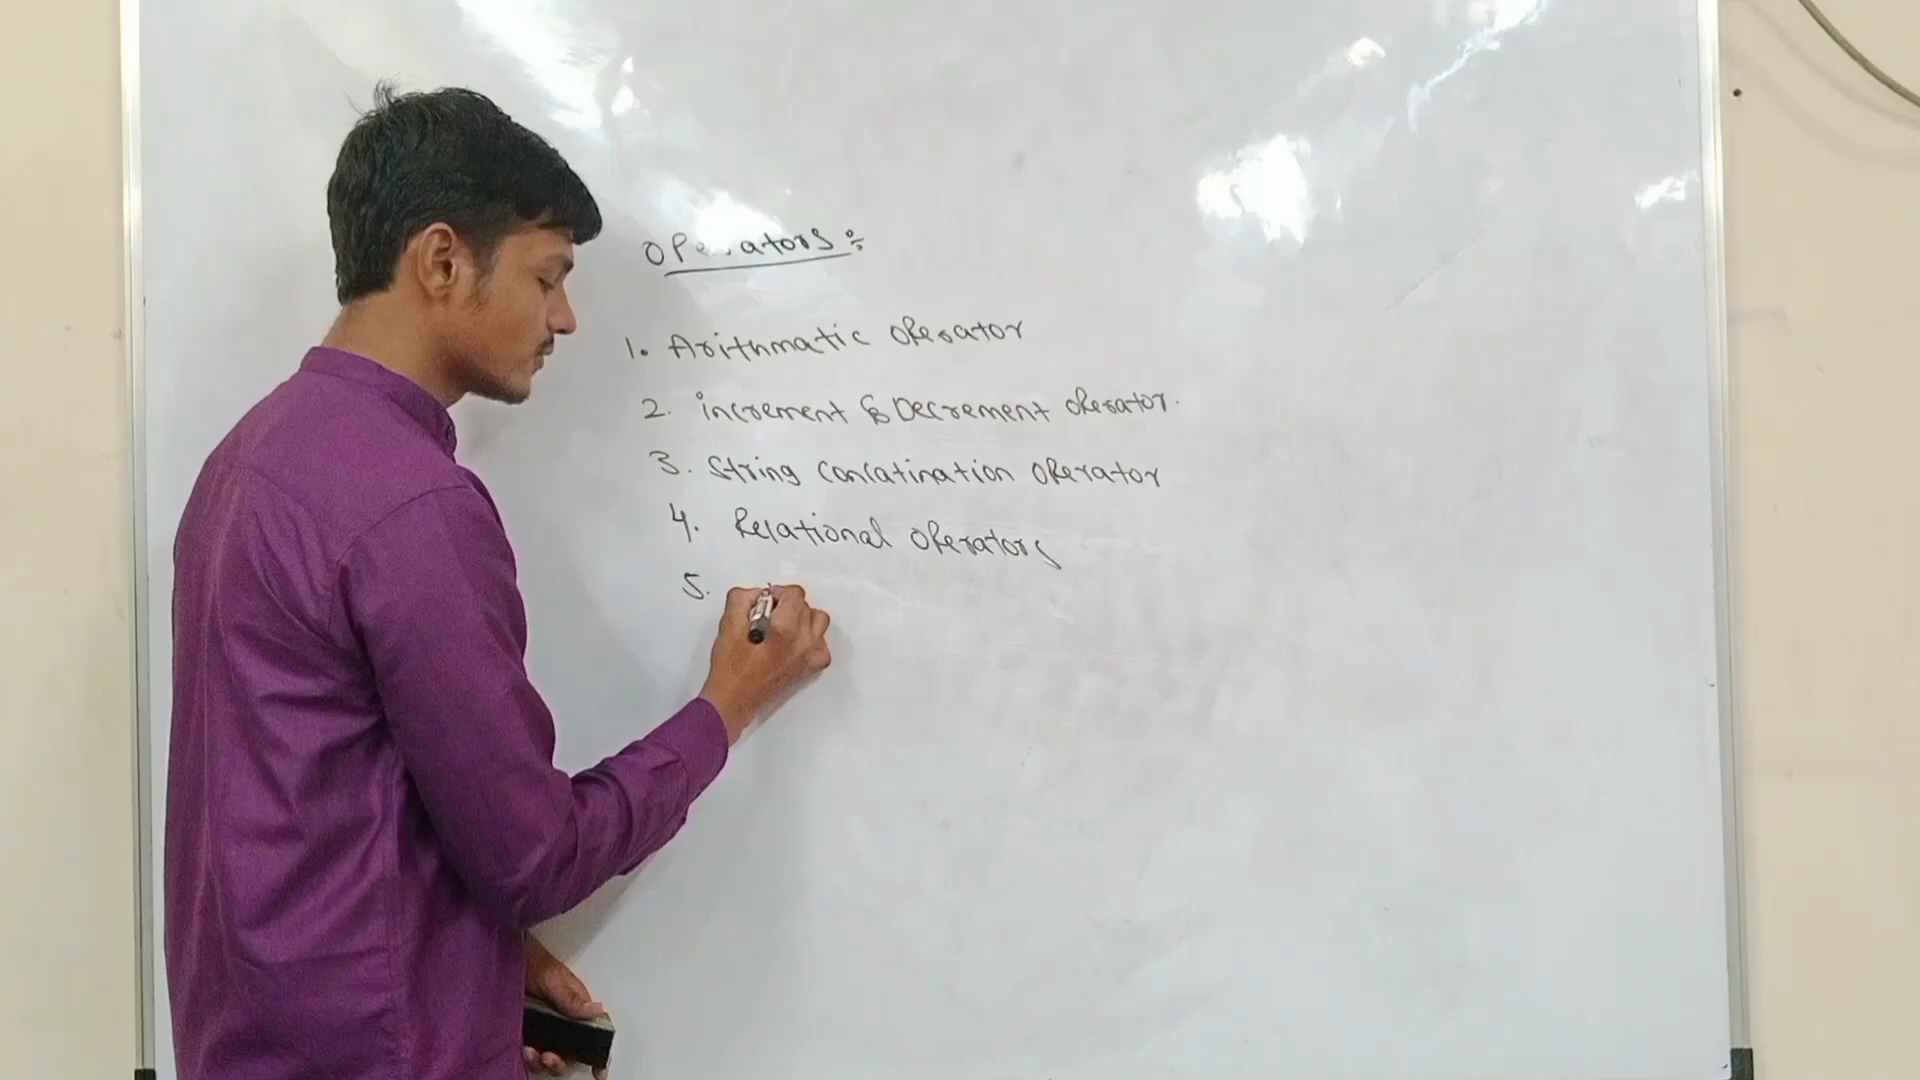 Operators :-
1. Arithmatic operator
2. increment & Decrement operator.
3. String Concatination operator
4. Relational operators
5.